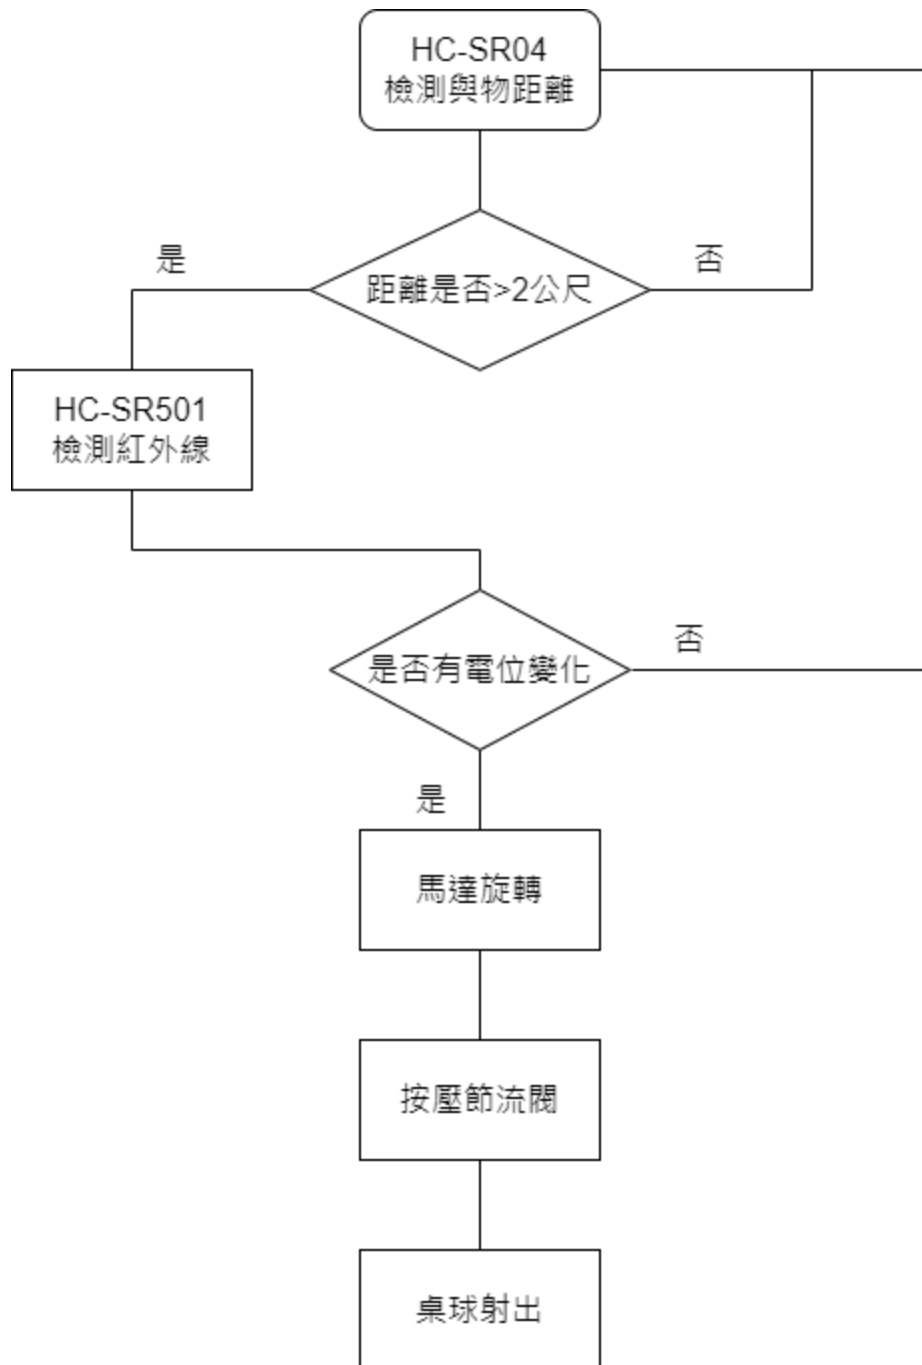 HC-SR04
檢測與物距離
是
否
距離是否>2公尺
HC-SR501
檢測紅外線
否
是否有電位變化
是
馬達旋轉
按壓節流閥
桌球射出